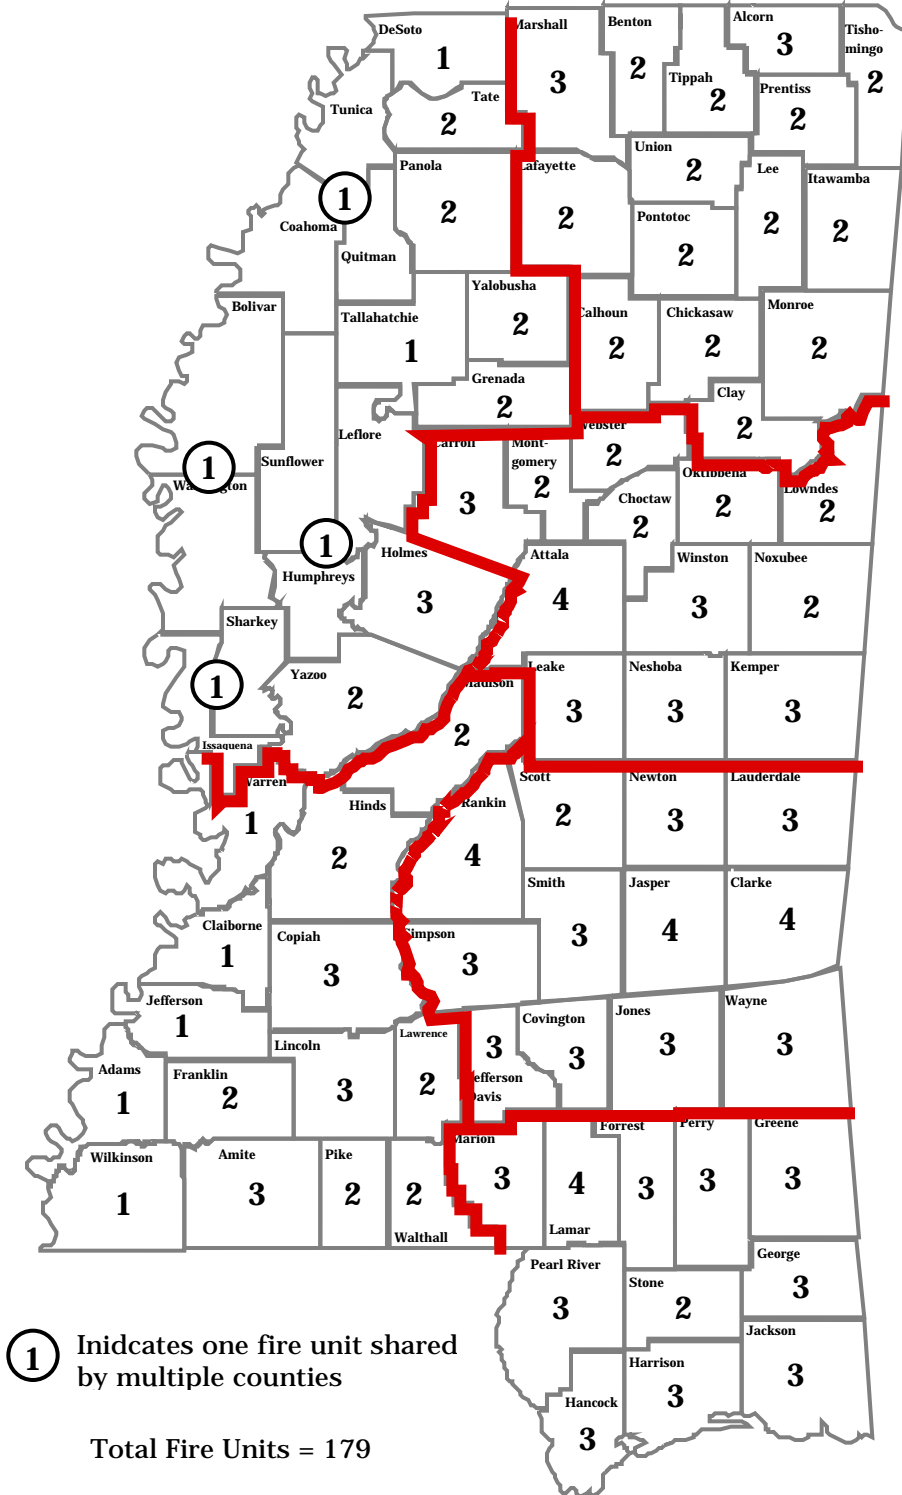 DeSoto
1
Marshall
3
Benton
2
Alcorn
3
Tisho-
mingo
2
Tippah
2
Prentiss
2
Tunica
Tate
2
Panola
2
Lafayette
2
Union
2
Lee
2
Itawamba
2
1
Coahoma
Quitman
Pontotoc
2
Bolivar
Tallahatchie
1
Yalobusha
2
Calhoun
2
Chickasaw
2
Monroe
2
Grenada
2
Clay
2
Leflore
Carroll
3
Mont-
gomery
2
Webster
2
Oktibbeha
2
Lowndes
2
1
Washington
Sunflower
Choctaw
2
1
Humphreys
Holmes
3
Attala
4
Winston
3
Noxubee
2
Sharkey
1
Yazoo
2
Madison
2
Leake
3
Neshoba
3
Kemper
3
Issaquena
Warren
1
Hinds
2
Rankin
4
Scott
2
Newton
3
Lauderdale
3
Smith
3
Jasper
4
Clarke
4
Claiborne
1
Copiah
3
Simpson
3
Jefferson
1
Lincoln
3
Lawrence
2
3
Jefferson
Davis
Covington
3
Jones
3
Wayne
3
Adams
1
Franklin
2
Wilkinson
1
Amite
3
Pike
2
2
Walthall
Marion
3
4
Lamar
Forrest
3
Perry
3
Greene
3
Pearl River
3
Stone
2
George
3
Jackson
3
Harrison
3
Hancock
3
1 Inidcates one fire unit shared
by multiple counties
Total Fire Units = 179